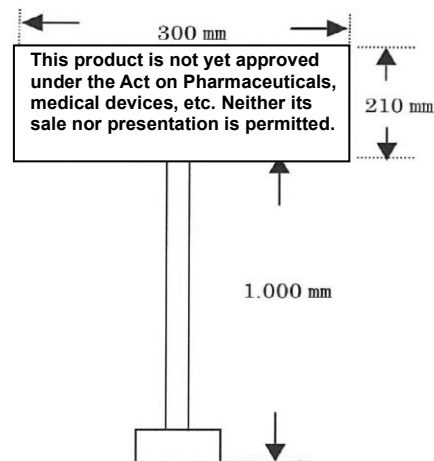 300 mm
This product is not yet approved
under the Act on Pharmaceuticals,
medical devices, etc. Neither its
sale nor presentation is permitted.
210 mm
1.000 mm